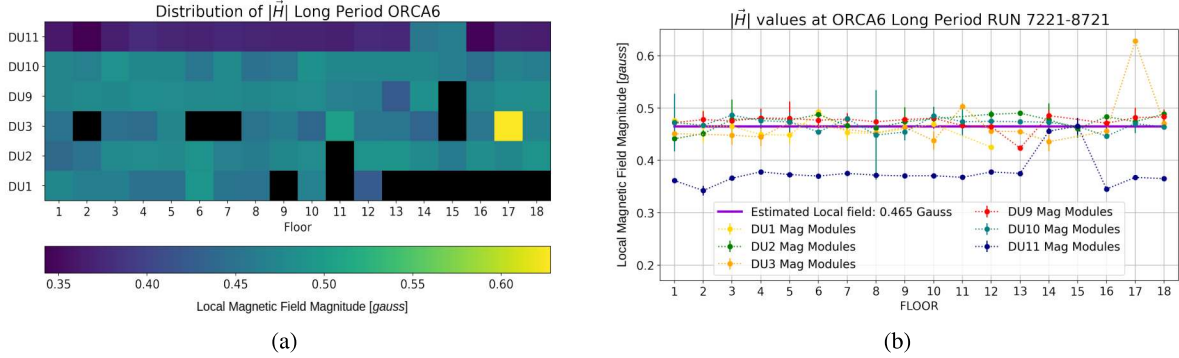 Distribution of |H⃗| Long Period ORCA6
DU11
DU10
DU9
DU3
DU2
DU1
1 2 3 4 5 6 7 8 9 10 11 12 13 14 15 16 17 18
Floor
0.35 0.40 0.45 0.50 0.55 0.60
Local Magnetic Field Magnitude [gauss]
(a)
|H⃗| values at ORCA6 Long Period RUN 7221-8721
Local Magnetic Field Magnitude [gauss]
0.6
0.5
0.4
0.3
0.2
Estimated Local field: 0.465 Gauss
DU1 Mag Modules
DU2 Mag Modules
DU3 Mag Modules
DU9 Mag Modules
DU10 Mag Modules
DU11 Mag Modules
1 2 3 4 5 6 7 8 9 10 11 12 13 14 15 16 17 18
FLOOR
(b)